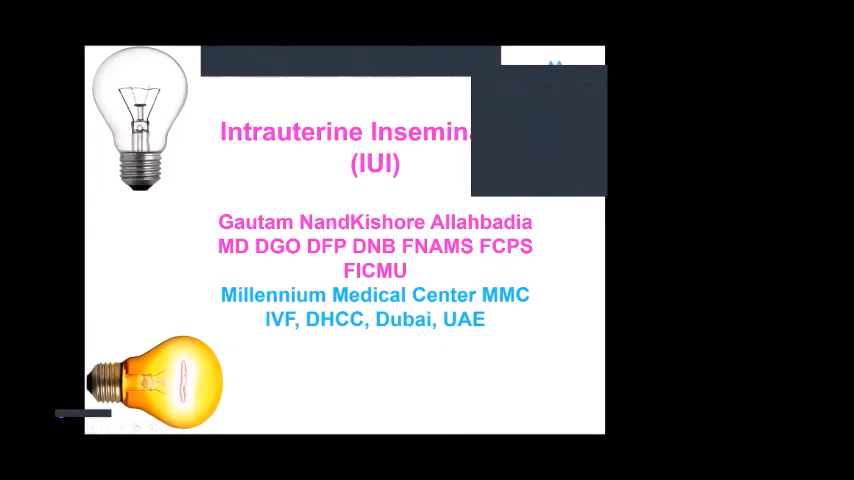 Intrauterine Insemin
(IUI)
Gautam NandKishore Allahbadia
MD DGO DFP DNB FNAMS FCPS
FICMU
Millennium Medical Center MMC
IVF, DHCC, Dubai, UAE